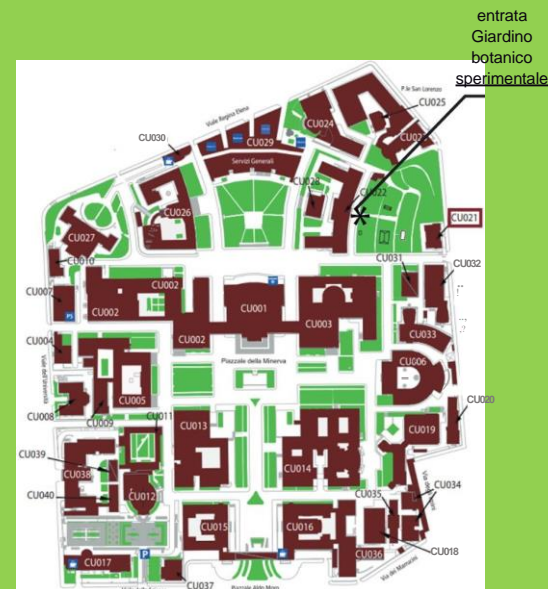 entrata
Giardino
botanico
sperimentale
P.le San Lorenzo
CU025
CU024
Viale Regina Elena
CU029
CU030
Servizi Generali
CU028
CU022
CU026
CU021
CU027
CU010
CU031
CU032
CU002
CU007
CU002
CU001
CU003
CU033
CU002
CU004
Piazzale della Minerva
CU006
CU005
CU008
CU009
CU011
CU020
CU013
CU019
CU039
CU038
CU014
CU040
CU012
CU035
CU034
CU015
CU016
CU018
CU036
CU017
P
CU037
Via dei Marrucini
Piazzale Aldo Moro